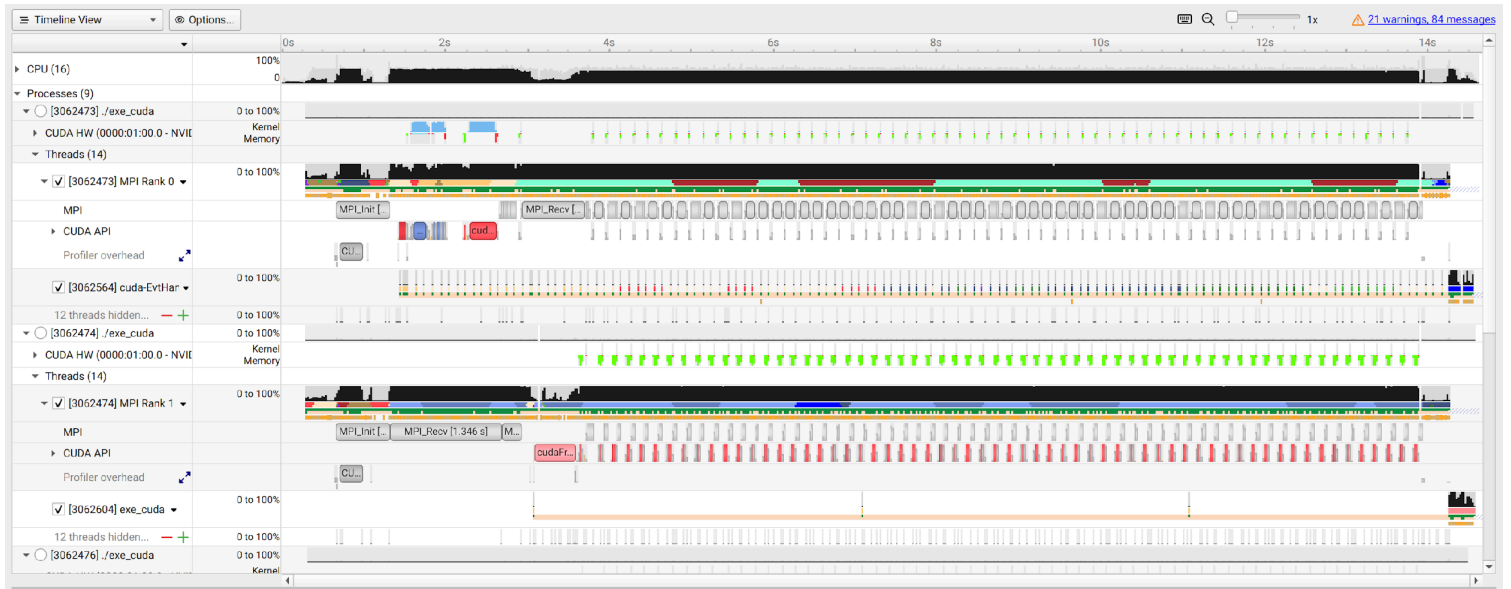 Timeline View Options... 1x 21 warnings, 84 messages
0s 2s 4s 6s 8s 10s 12s 14s
CPU (16) 100%
0
Processes (9)
[3062473] ./exe_cuda 0 to 100%
CUDA HW (0000:01:00.0 - NVID Kernel
Memory
Threads (14)
[3062473] MPI Rank 0 0 to 100%
MPI MPI_Init [... MPI_Recv [...
CUDA API ... cud...
Profiler overhead CU...
[3062564] cuda-EvtHar 0 to 100%
12 threads hidden... 0 to 100%
[3062474] ./exe_cuda 0 to 100%
CUDA HW (0000:01:00.0 - NVID Kernel
Memory
Threads (14)
[3062474] MPI Rank 1 0 to 100%
MPI MPI_Init [... MPI_Recv [1.346 s] M...
CUDA API cudaFr...
Profiler overhead CU...
[3062604] exe_cuda 0 to 100%
12 threads hidden... 0 to 100%
[3062476] ./exe_cuda 0 to 100%
Kernel